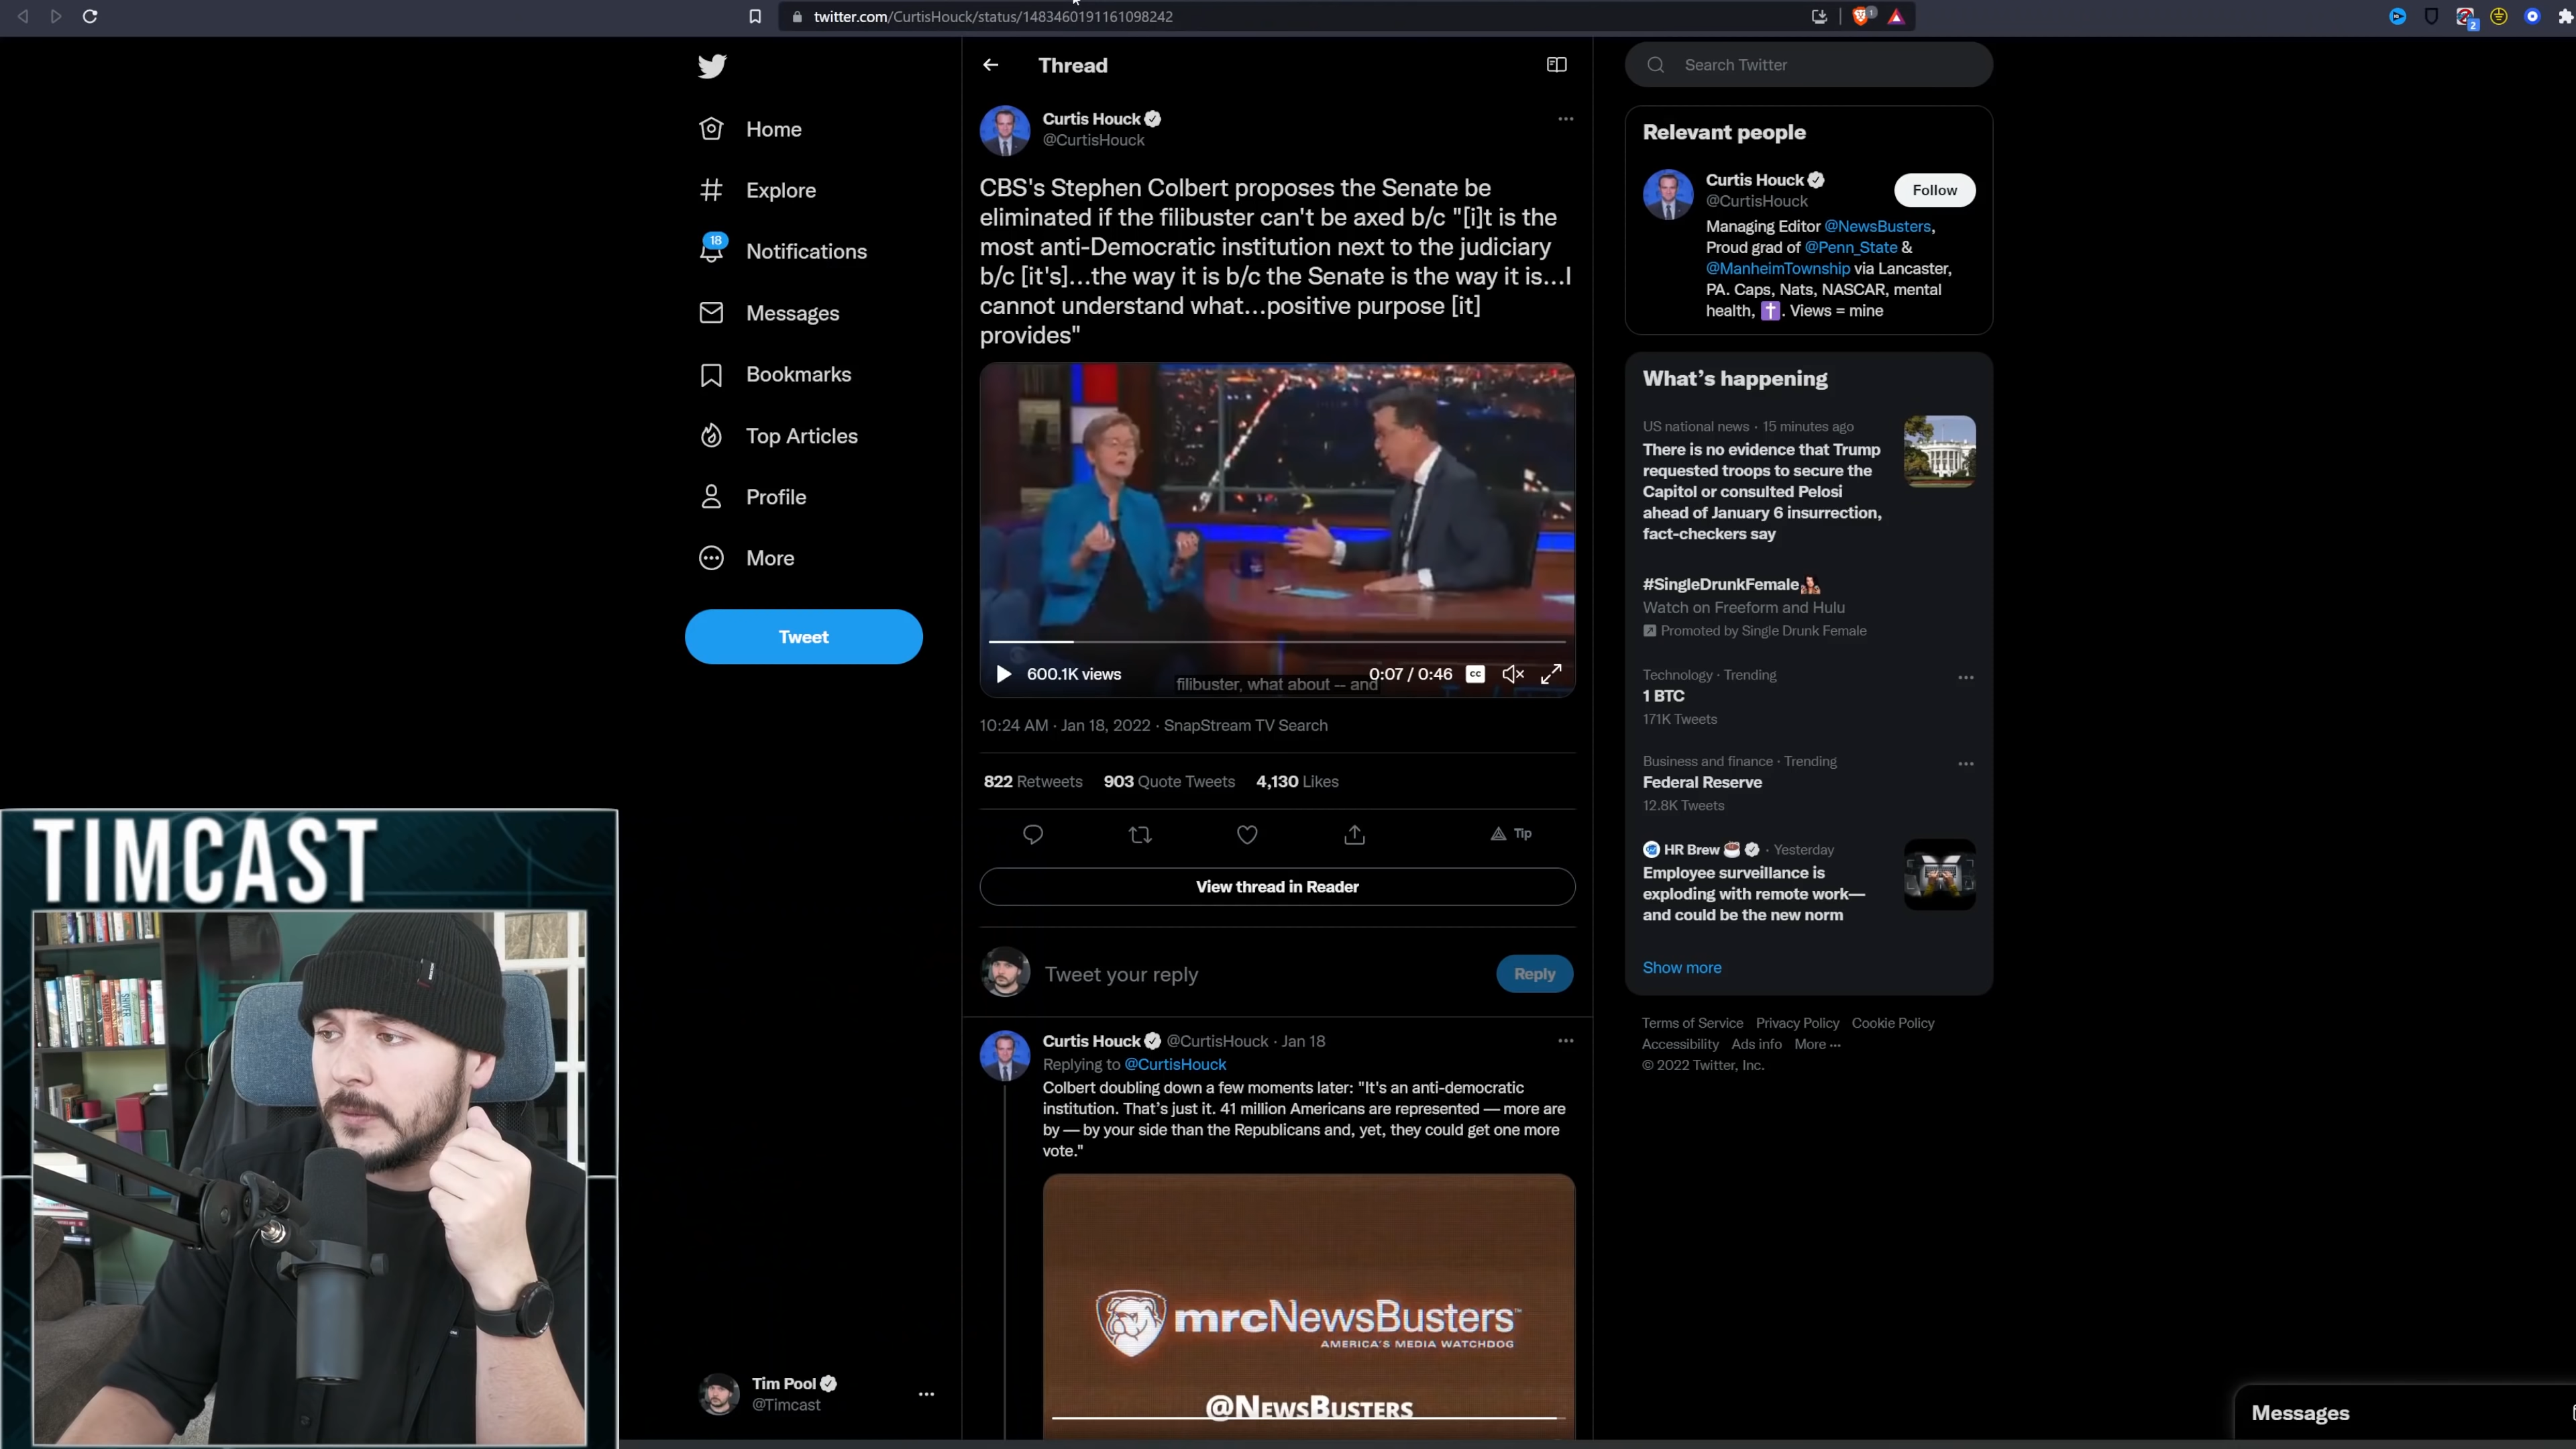 twitter.com/CurtisHouck/status/1483460191161098242
Home
Explore
18
Notifications
Messages
Bookmarks
Top Articles
Profile
More
Tweet
Tim Pool
@Timcast
Thread
Curtis Houck
@CurtisHouck
CBS's Stephen Colbert proposes the Senate be
eliminated if the filibuster can't be axed b/c "[i]t is the
most anti-Democratic institution next to the judiciary
b/c [it's]...the way it is b/c the Senate is the way it is...I
cannot understand what...positive purpose [it]
provides"
600.1K views
filibuster, what about -- and
0:07 / 0:46
CC
10:24 AM · Jan 18, 2022 · SnapStream TV Search
822 Retweets 903 Quote Tweets 4,130 Likes
Tip
View thread in Reader
Tweet your reply
Reply
Curtis Houck @CurtisHouck · Jan 18
Replying to @CurtisHouck
Colbert doubling down a few moments later: "It's an anti-democratic
institution. That's just it. 41 million Americans are represented — more are
by — by your side than the Republicans and, yet, they could get one more
vote."
mrcNewsBusters™
AMERICA'S MEDIA WATCHDOG
@NEWSBUSTERS
Search Twitter
Relevant people
Curtis Houck
@CurtisHouck
Follow
Managing Editor @NewsBusters,
Proud grad of @Penn_State &
@ManheimTownship via Lancaster,
PA. Caps, Nats, NASCAR, mental
health, ✝️. Views = mine
What's happening
US national news · 15 minutes ago
There is no evidence that Trump
requested troops to secure the
Capitol or consulted Pelosi
ahead of January 6 insurrection,
fact-checkers say
#SingleDrunkFemale
Watch on Freeform and Hulu
Promoted by Single Drunk Female
Technology · Trending
1 BTC
171K Tweets
Business and finance · Trending
Federal Reserve
12.8K Tweets
HR Brew ☕ · Yesterday
Employee surveillance is
exploding with remote work—
and could be the new norm
Show more
Terms of Service Privacy Policy Cookie Policy
Accessibility Ads info More ···
© 2022 Twitter, Inc.
Messages
1
2
TIMCAST